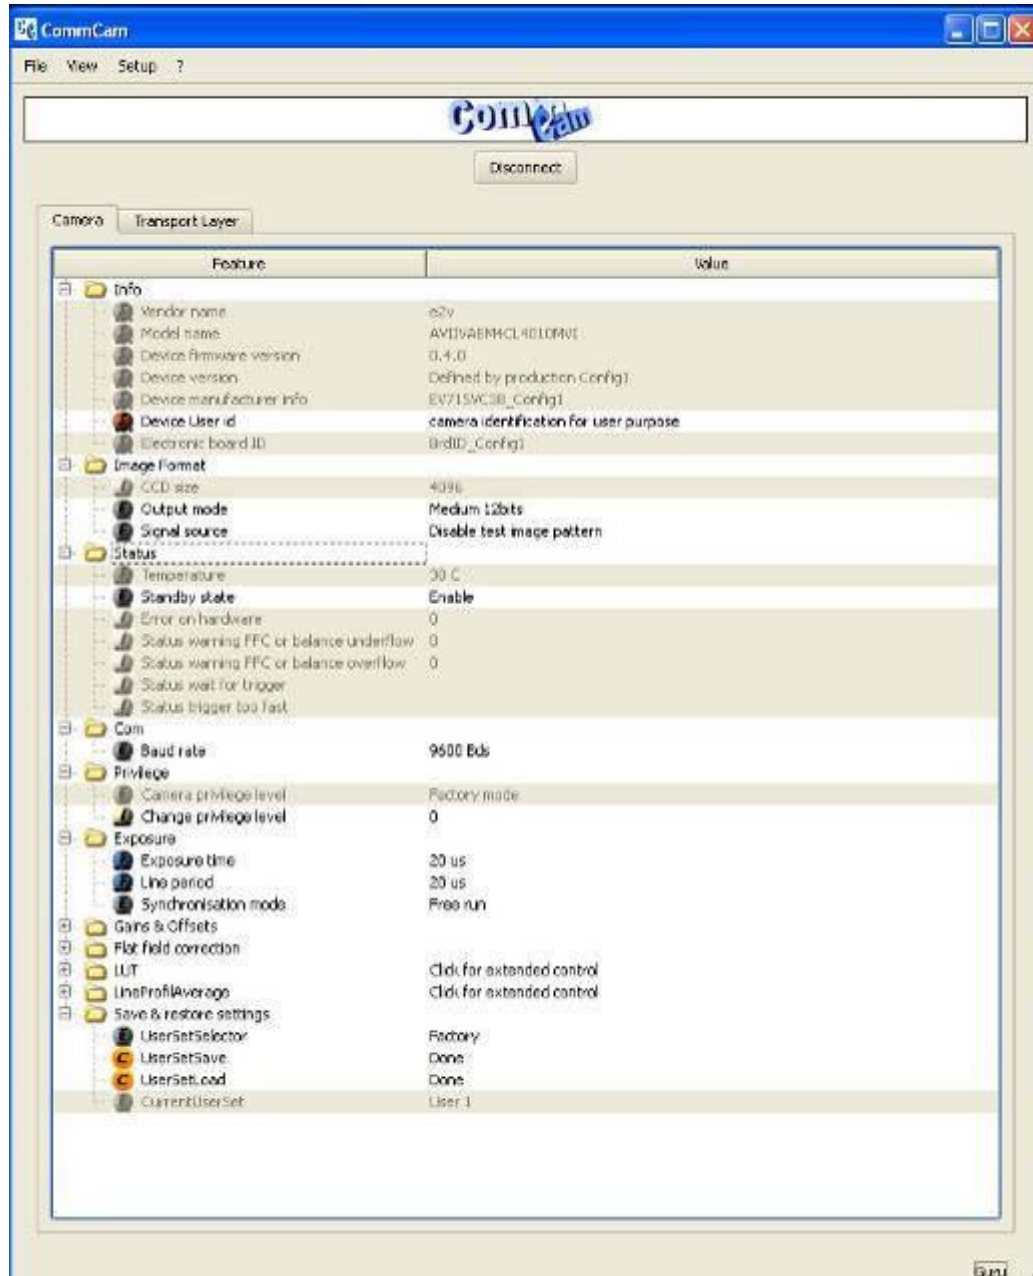 CommCam
File View Setup ?
Com Cam
Disconnect
Camera Transport Layer
Feature Value
Info
Vendor name e2v
Model name AVIIVAEM4CL4010MVI
Device firmware version 0.4.0
Device version Defined by production Config1
Device manufacturer info
Device User id camera identification for user purpose
Electronic board ID BrdID_Config1
Image Format
CCD size 4096
Output mode Medium 12bits
Signal source Disable test image pattern
Status
Temperature 30 C
Standby state Enable
Error on hardware 0
Status warning FFC or balance underflow 0
Status warning FFC or balance overflow 0
Status wait for trigger
Status trigger too fast
Com
Baud rate 9600 Bds
Privilege
Camera privilege level Factory mode
Change privilege level 0
Exposure
Exposure time 20 us
Line period 20 us
Synchronisation mode Free run
Gains & Offsets
Flat field correction
LUT Click for extended control
LineProfilAverage Click for extended control
Save & restore settings
UserSetSelector Factory
C UserSetSave Done
C UserSetLoad Done
CurrentUserSet User 1
Guru